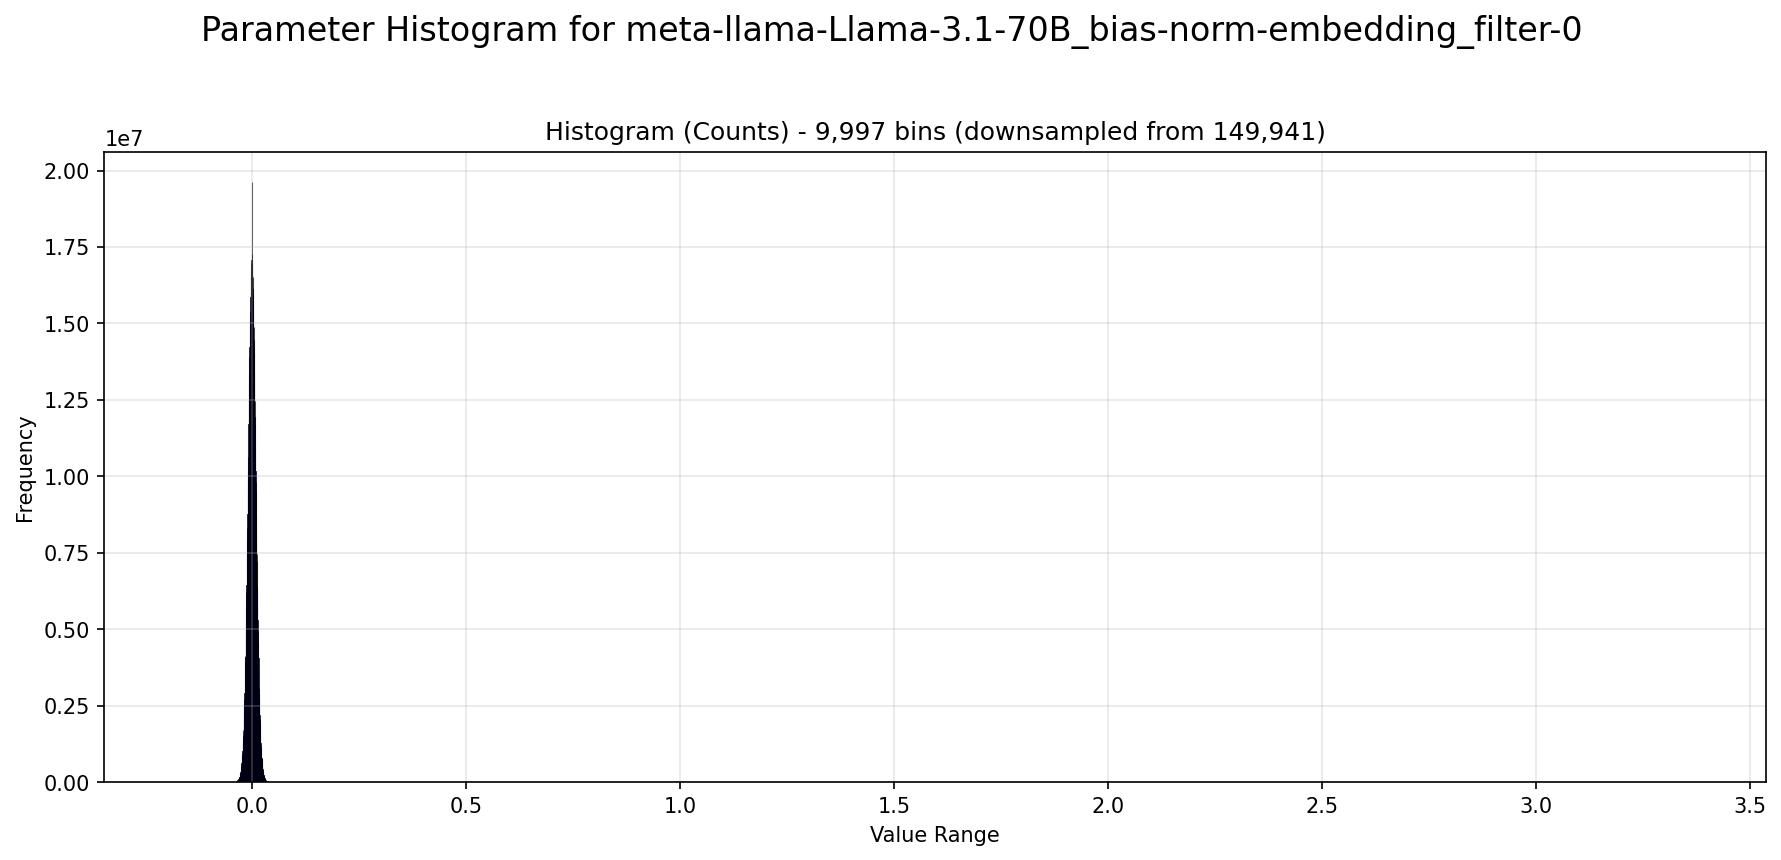 Parameter Histogram for meta-llama-Llama-3.1-70B_bias-norm-embedding_filter-0
Histogram (Counts) - 9,997 bins (downsampled from 149,941)
1e7
2.00
1.75
1.50
1.25
1.00
0.75
0.50
0.25
0.00
Frequency
0.0 0.5 1.0 1.5 2.0 2.5 3.0 3.5
Value Range